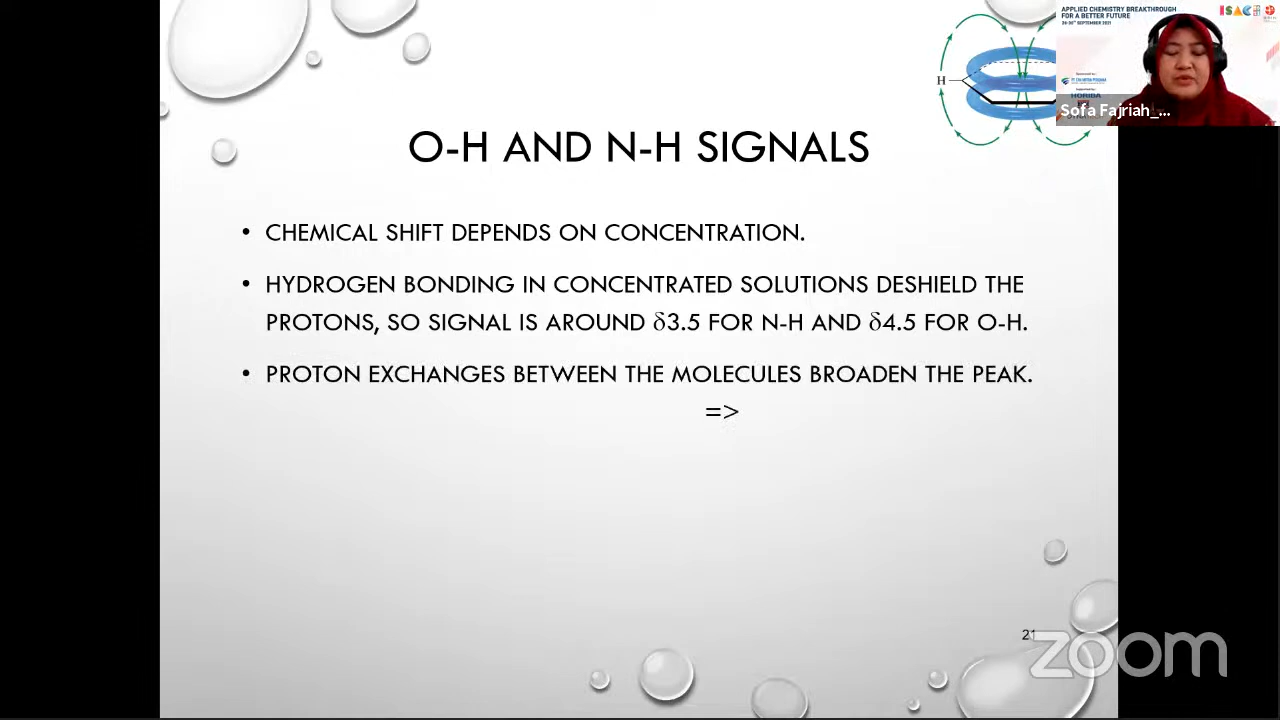 APPLIED CHEMISTRY BREAKTHROUGH
FOR A BETTER FUTURE
ISAC
H
HORIBA
Sofa Fajriah_...
O-H AND N-H SIGNALS
• CHEMICAL SHIFT DEPENDS ON CONCENTRATION.
• HYDROGEN BONDING IN CONCENTRATED SOLUTIONS DESHIELD THE
PROTONS, SO SIGNAL IS AROUND δ3.5 FOR N-H AND δ4.5 FOR O-H.
• PROTON EXCHANGES BETWEEN THE MOLECULES BROADEN THE PEAK.
=>
21
zoom